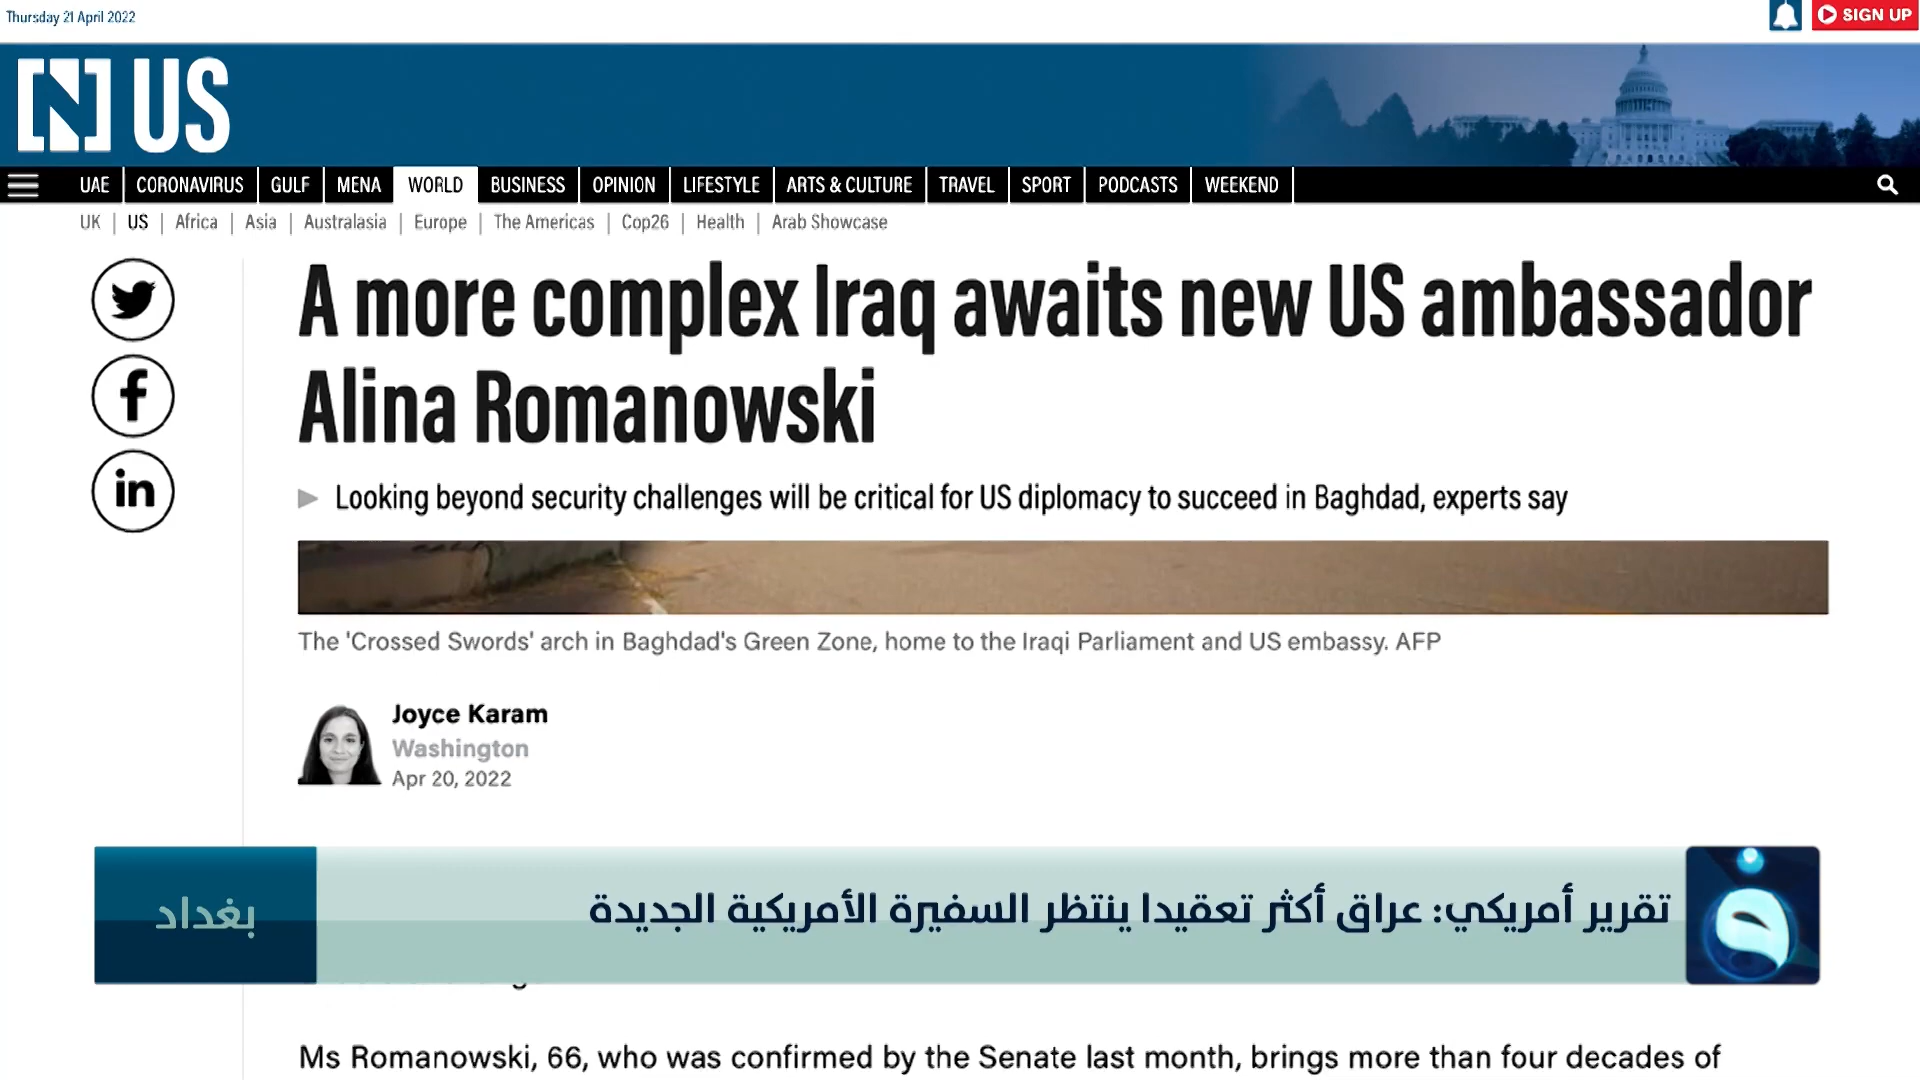 Thursday 21 April 2022
SIGN UP
[N] US
UAE CORONAVIRUS GULF MENA WORLD BUSINESS OPINION LIFESTYLE ARTS & CULTURE TRAVEL SPORT PODCASTS WEEKEND
UK | US | Africa | Asia | Australasia | Europe | The Americas | Cop26 | Health | Arab Showcase
A more complex Iraq awaits new US ambassador
Alina Romanowski
Looking beyond security challenges will be critical for US diplomacy to succeed in Baghdad, experts say
The 'Crossed Swords' arch in Baghdad's Green Zone, home to the Iraqi Parliament and US embassy. AFP
Joyce Karam
Washington
Apr 20, 2022
تقرير أمريكي: عراق أكثر تعقيدا ينتظر السفيرة الأمريكية الجديدة
بغداد
Ms Romanowski, 66, who was confirmed by the Senate last month, brings more than four decades of